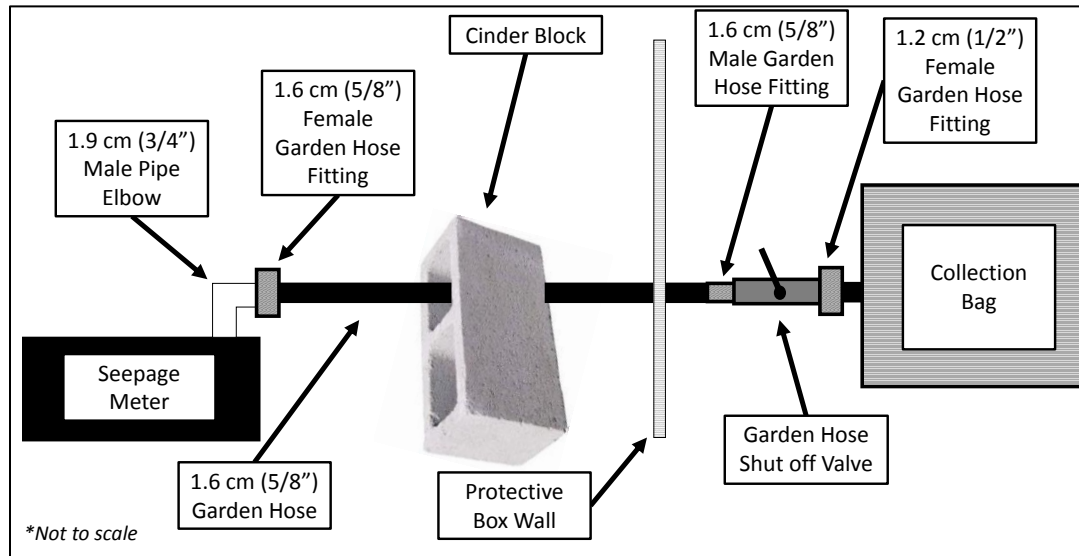 Cinder Block
1.6 cm (5/8”)
Male Garden
Hose Fitting
1.2 cm (1/2”)
Female
Garden Hose
Fitting
1.6 cm (5/8”)
Female
Garden Hose
Fitting
1.9 cm (3/4”)
Male Pipe
Elbow
Collection
Bag
Seepage
Meter
Garden Hose
Shut off Valve
1.6 cm (5/8”)
Garden Hose
Protective
Box Wall
*Not to scale